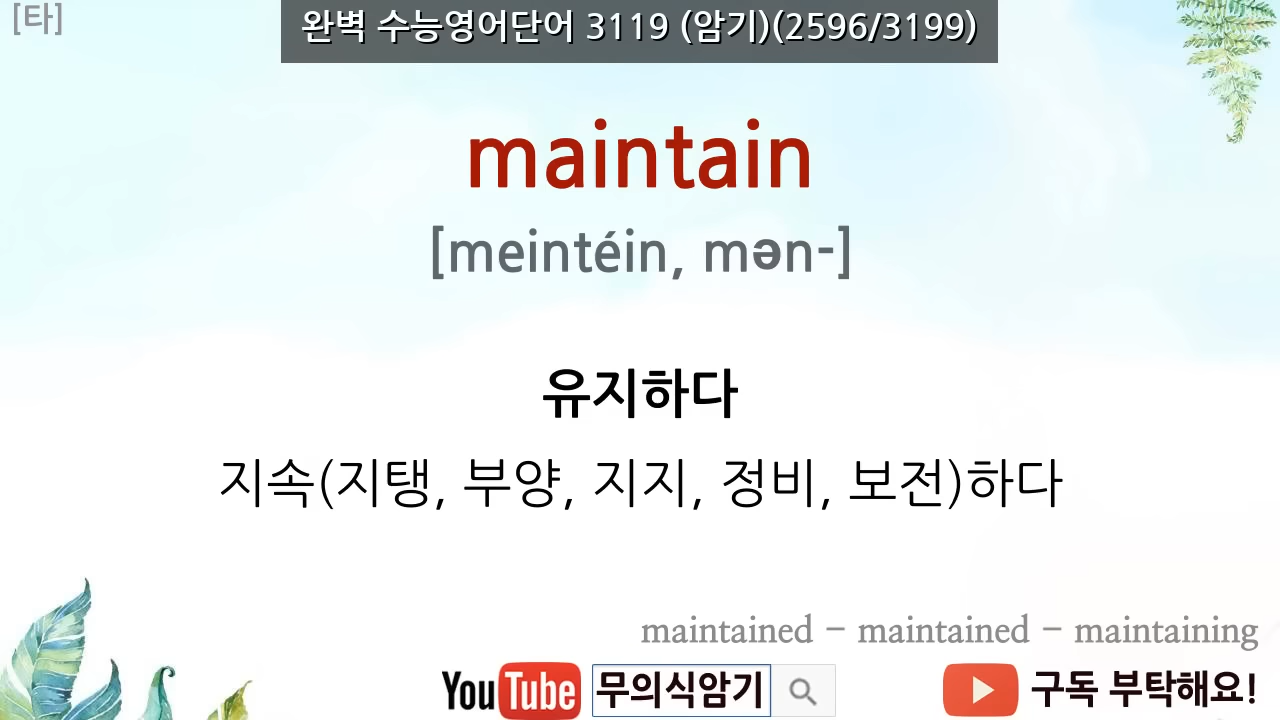 [타]
완벽 수능영어단어 3119 (암기)(2596/3199)
maintain
[meintéin, mən-]
유지하다
지속(지탱, 부양, 지지, 정비, 보전)하다
maintained - maintained - maintaining
YouTube 무의식암기
구독 부탁해요!